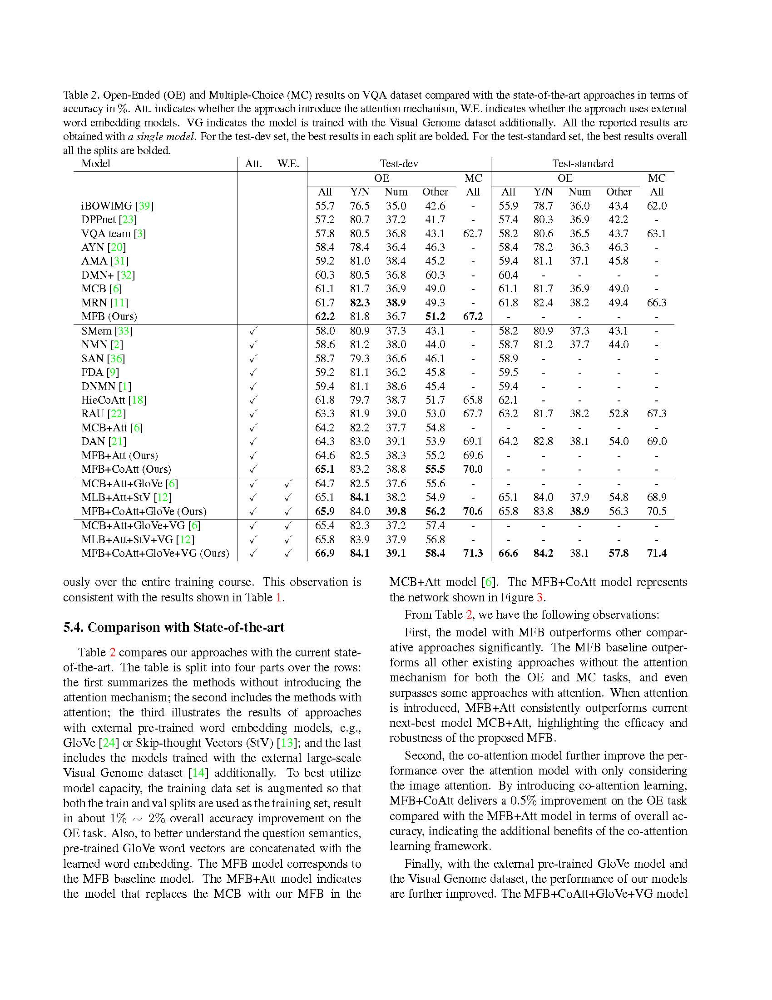 Table 2. Open-Ended (OE) and Multiple-Choice (MC) results on VQA dataset compared with the state-of-the-art approaches in terms of
accuracy in %. Att. indicates whether the approach introduce the attention mechanism, W.E. indicates whether the approach uses external
word embedding models. VG indicates the model is trained with the Visual Genome dataset additionally. All the reported results are
obtained with a single model. For the test-dev set, the best results in each split are bolded. For the test-standard set, the best results overall
all the splits are bolded.
Model Att. W.E. Test-dev Test-standard
OE MC OE MC
All Y/N Num Other All All Y/N Num Other All
iBOWIMG [39] 55.7 76.5 35.0 42.6 - 55.9 78.7 36.0 43.4 62.0
DPPnet [23] 57.2 80.7 37.2 41.7 - 57.4 80.3 36.9 42.2 -
VQA team [3] 57.8 80.5 36.8 43.1 62.7 58.2 80.6 36.5 43.7 63.1
AYN [20] 58.4 78.4 36.4 46.3 - 58.4 78.2 36.3 46.3 -
AMA [31] 59.2 81.0 38.4 45.2 - 59.4 81.1 37.1 45.8 -
DMN+ [32] 60.3 80.5 36.8 60.3 - 60.4 - - - -
MCB [6] 61.1 81.7 36.9 49.0 - 61.1 81.7 36.9 49.0 -
MRN [11] 61.7 82.3 38.9 49.3 - 61.8 82.4 38.2 49.4 66.3
MFB (Ours) 62.2 81.8 36.7 51.2 67.2 - - - - -
SMem [33] ✓ 58.0 80.9 37.3 43.1 - 58.2 80.9 37.3 43.1 -
NMN [2] ✓ 58.6 81.2 38.0 44.0 - 58.7 81.2 37.7 44.0 -
SAN [36] ✓ 58.7 79.3 36.6 46.1 - 58.9 - - - -
FDA [9] ✓ 59.2 81.1 36.2 45.8 - 59.5 - - - -
DNMN [1] ✓ 59.4 81.1 38.6 45.4 - 59.4 - - - -
HieCoAtt [18] ✓ 61.8 79.7 38.7 51.7 65.8 62.1 - - - -
RAU [22] ✓ 63.3 81.9 39.0 53.0 67.7 63.2 81.7 38.2 52.8 67.3
MCB+Att [6] ✓ 64.2 82.2 37.7 54.8 - - - - - -
DAN [21] ✓ 64.3 83.0 39.1 53.9 69.1 64.2 82.8 38.1 54.0 69.0
MFB+Att (Ours) ✓ 64.6 82.5 38.3 55.2 69.6 - - - - -
MFB+CoAtt (Ours) ✓ 65.1 83.2 38.8 55.5 70.0 - - - - -
MCB+Att+GloVe [6] ✓ ✓ 64.7 82.5 37.6 55.6 - - - - - -
MLB+Att+StV [12] ✓ ✓ 65.1 84.1 38.2 54.9 - 65.1 84.0 37.9 54.8 68.9
MFB+CoAtt+GloVe (Ours) ✓ ✓ 65.9 84.0 39.8 56.2 70.6 65.8 83.8 38.9 56.3 70.5
MCB+Att+GloVe+VG [6] ✓ ✓ 65.4 82.3 37.2 57.4 - - - - - -
MLB+Att+StV+VG [12] ✓ ✓ 65.8 83.9 37.9 56.8 - - - - - -
MFB+CoAtt+GloVe+VG (Ours) ✓ ✓ 66.9 84.1 39.1 58.4 71.3 66.6 84.2 38.1 57.8 71.4
ously over the entire training course. This observation is
consistent with the results shown in Table 1.
5.4. Comparison with State-of-the-art
Table 2 compares our approaches with the current state-
of-the-art. The table is split into four parts over the rows:
the first summarizes the methods without introducing the
attention mechanism; the second includes the methods with
attention; the third illustrates the results of approaches
with external pre-trained word embedding models, e.g.,
GloVe [24] or Skip-thought Vectors (StV) [13]; and the last
includes the models trained with the external large-scale
Visual Genome dataset [14] additionally. To best utilize
model capacity, the training data set is augmented so that
both the train and val splits are used as the training set, result
in about 1% ∼ 2% overall accuracy improvement on the
OE task. Also, to better understand the question semantics,
pre-trained GloVe word vectors are concatenated with the
learned word embedding. The MFB model corresponds to
the MFB baseline model. The MFB+Att model indicates
the model that replaces the MCB with our MFB in the
MCB+Att model [6]. The MFB+CoAtt model represents
the network shown in Figure 3.
From Table 2, we have the following observations:
First, the model with MFB outperforms other compar-
ative approaches significantly. The MFB baseline outper-
forms all other existing approaches without the attention
mechanism for both the OE and MC tasks, and even
surpasses some approaches with attention. When attention
is introduced, MFB+Att consistently outperforms current
next-best model MCB+Att, highlighting the efficacy and
robustness of the proposed MFB.
Second, the co-attention model further improve the per-
formance over the attention model with only considering
the image attention. By introducing co-attention learning,
MFB+CoAtt delivers a 0.5% improvement on the OE task
compared with the MFB+Att model in terms of overall ac-
curacy, indicating the additional benefits of the co-attention
learning framework.
Finally, with the external pre-trained GloVe model and
the Visual Genome dataset, the performance of our models
are further improved. The MFB+CoAtt+GloVe+VG model